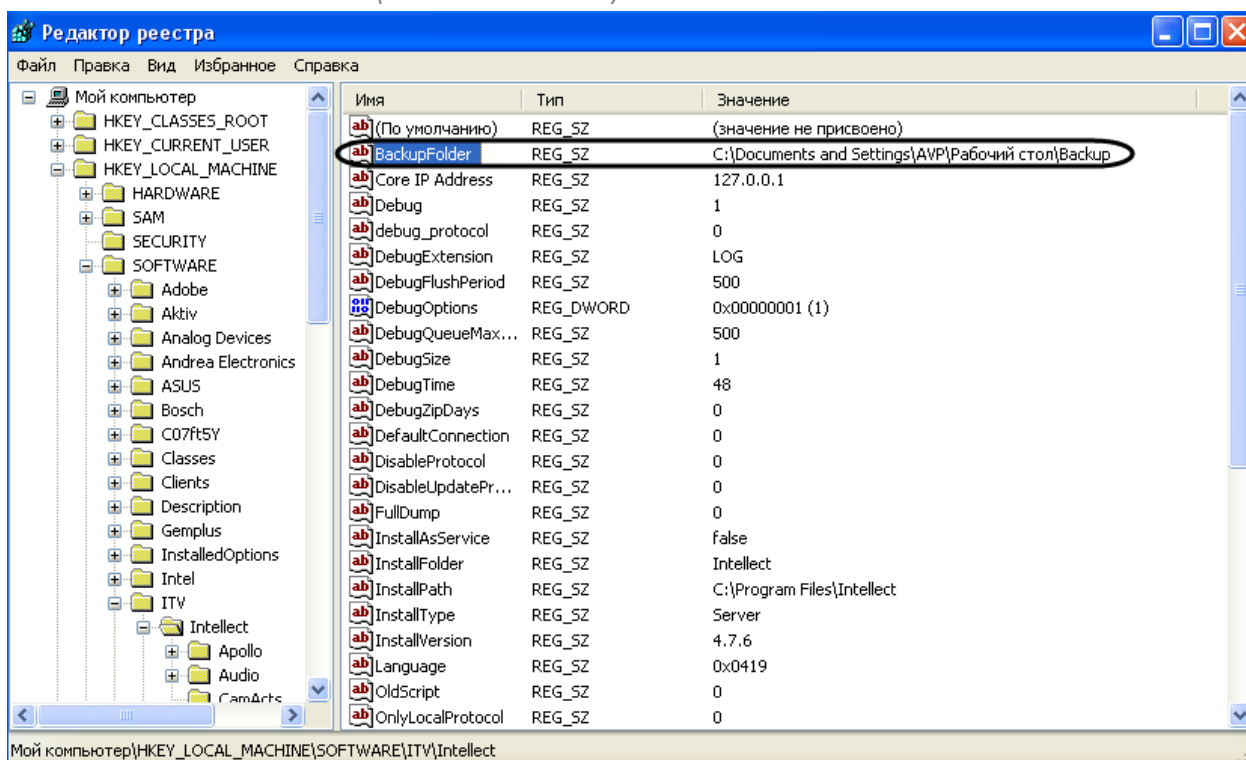 Редактор реестра
Файл Правка Вид Избранное Справка
Мой компьютер
HKEY_CLASSES_ROOT
HKEY_CURRENT_USER
HKEY_LOCAL_MACHINE
HARDWARE
SAM
SECURITY
SOFTWARE
Adobe
Aktiv
Analog Devices
Andrea Electronics
ASUS
Bosch
C07ft5Y
Classes
Clients
Description
Gemplus
InstalledOptions
Intel
ITV
Intellect
Apollo
Audio
CamActs
Имя Тип Значение
(По умолчанию) REG_SZ (значение не присвоено)
BackupFolder REG_SZ C:\Documents and Settings\AVP\Рабочий стол\Backup
Core IP Address REG_SZ 127.0.0.1
Debug REG_SZ 1
debug_protocol REG_SZ 0
DebugExtension REG_SZ LOG
DebugFlushPeriod REG_SZ 500
DebugOptions REG_DWORD 0x00000001 (1)
DebugQueueMax... REG_SZ 500
DebugSize REG_SZ 1
DebugTime REG_SZ 48
DebugZipDays REG_SZ 0
DefaultConnection REG_SZ 0
DisableProtocol REG_SZ 0
DisableUpdatePr... REG_SZ 0
FullDump REG_SZ 0
InstallAsService REG_SZ false
InstallFolder REG_SZ Intellect
InstallPath REG_SZ C:\Program Files\Intellect
InstallType REG_SZ Server
InstallVersion REG_SZ 4.7.6
Language REG_SZ 0x0419
OldScript REG_SZ 0
OnlyLocalProtocol REG_SZ 0
Мой компьютер\HKEY_LOCAL_MACHINE\SOFTWARE\ITV\Intellect